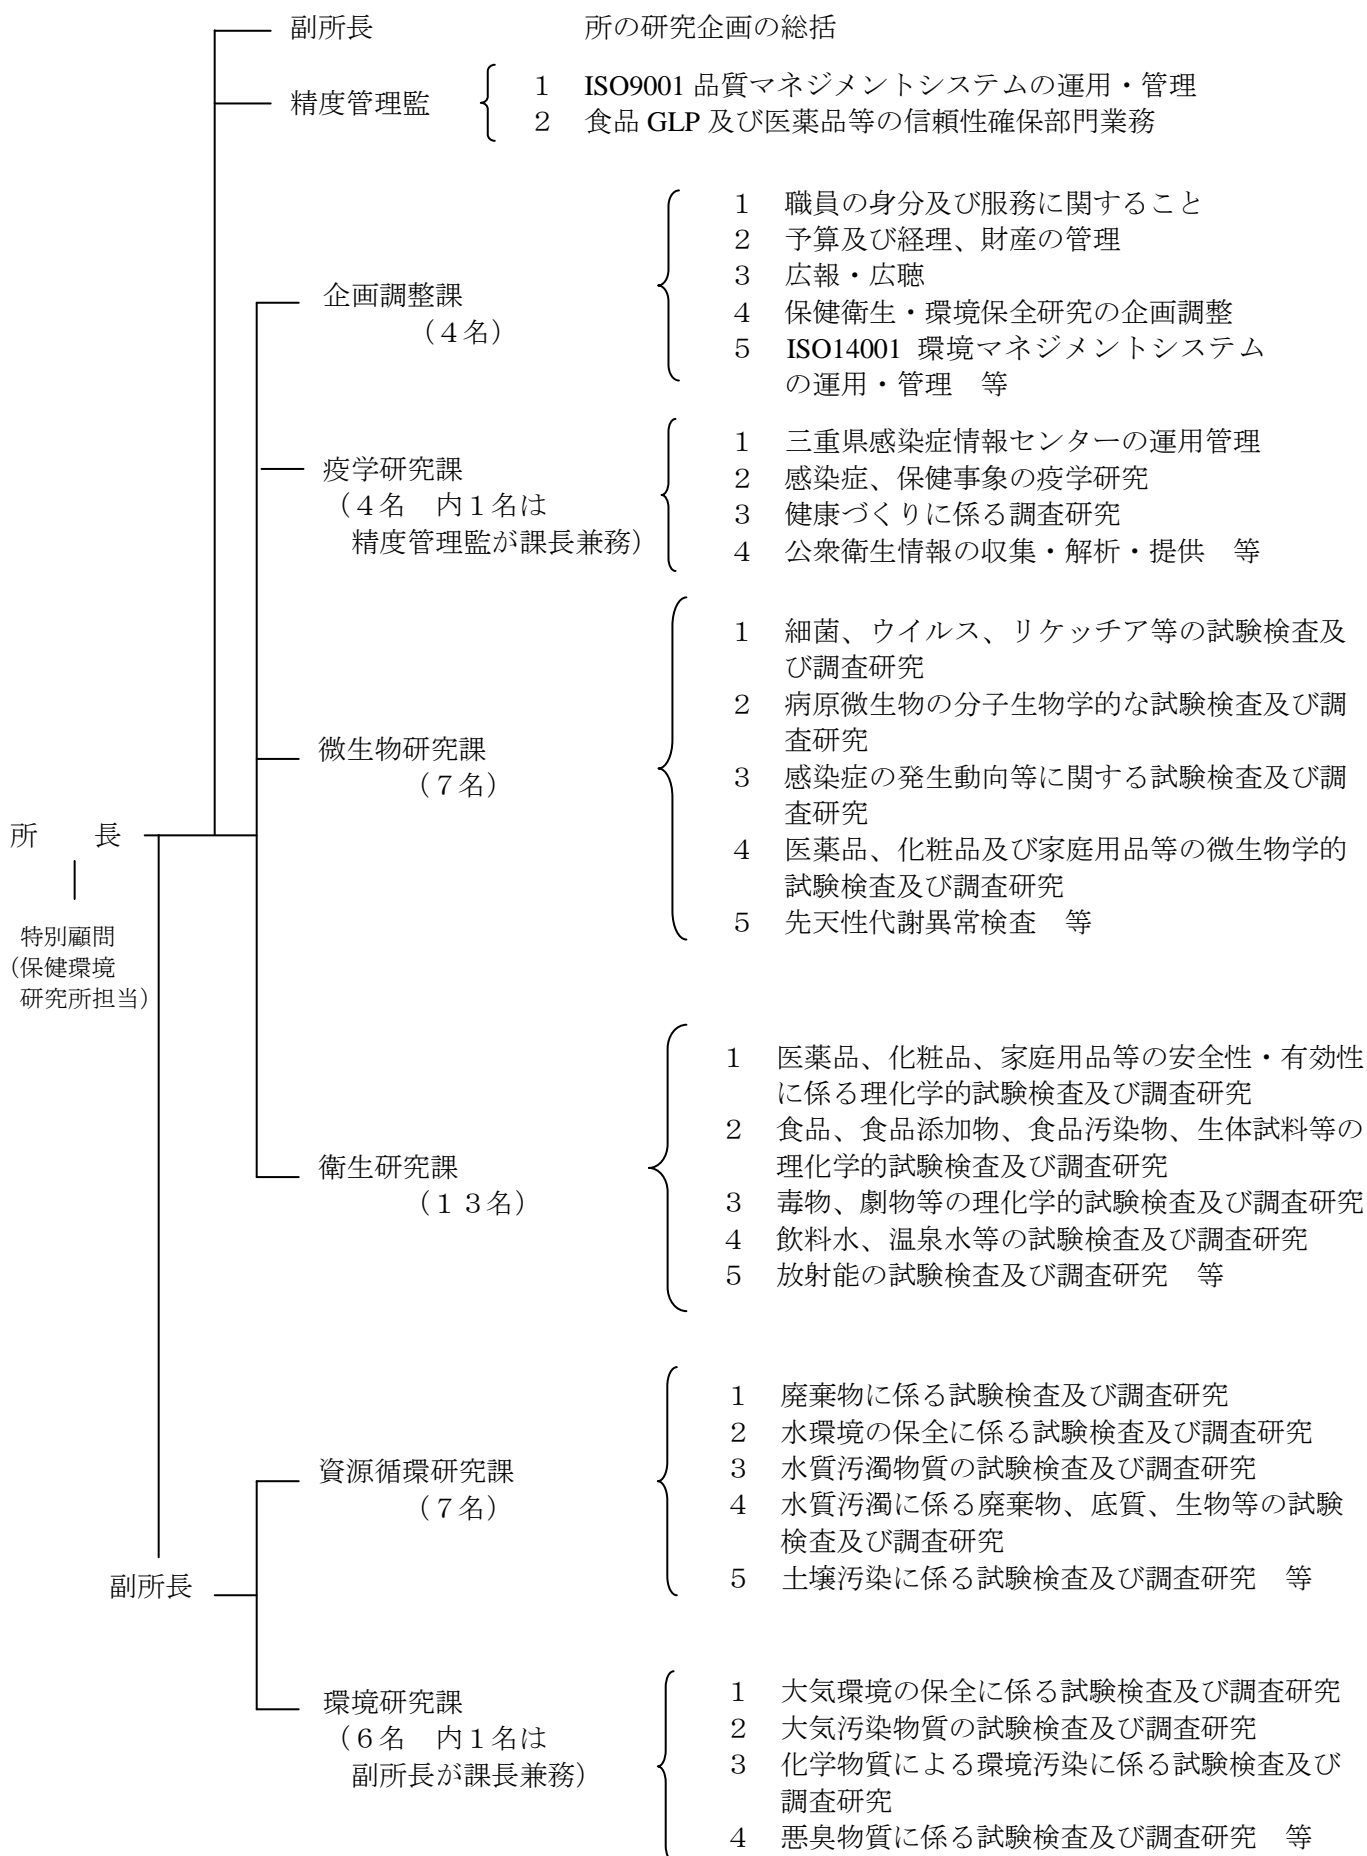 副所長　所の研究企画の総括
精度管理監
１　ISO9001 品質マネジメントシステムの運用・管理
２　食品 GLP 及び医薬品等の信頼性確保部門業務
企画調整課
（４名）
１　職員の身分及び服務に関すること
２　予算及び経理、財産の管理
３　広報・広聴
４　保健衛生・環境保全研究の企画調整
５　ISO14001 環境マネジメントシステム
の運用・管理　等
疫学研究課
（４名　内１名は
精度管理監が課長兼務）
１　三重県感染症情報センターの運用管理
２　感染症、保健事象の疫学研究
３　健康づくりに係る調査研究
４　公衆衛生情報の収集・解析・提供　等
微生物研究課
（７名）
１　細菌、ウイルス、リケッチア等の試験検査及
び調査研究
２　病原微生物の分子生物学的な試験検査及び調
査研究
３　感染症の発生動向等に関する試験検査及び調
査研究
４　医薬品、化粧品及び家庭用品等の微生物学的
試験検査及び調査研究
５　先天性代謝異常検査　等
所　　長
特別顧問
（保健環境
研究所担当）
衛生研究課
（１３名）
１　医薬品、化粧品、家庭用品等の安全性・有効性
に係る理化学的試験検査及び調査研究
２　食品、食品添加物、食品汚染物、生体試料等の
理化学的試験検査及び調査研究
３　毒物、劇物等の理化学的試験検査及び調査研究
４　飲料水、温泉水等の試験検査及び調査研究
５　放射能の試験検査及び調査研究　等
副所長
資源循環研究課
（７名）
１　廃棄物に係る試験検査及び調査研究
２　水環境の保全に係る試験検査及び調査研究
３　水質汚濁物質の試験検査及び調査研究
４　水質汚濁に係る廃棄物、底質、生物等の試験
検査及び調査研究
５　土壌汚染に係る試験検査及び調査研究　等
環境研究課
（６名　内１名は
副所長が課長兼務）
１　大気環境の保全に係る試験検査及び調査研究
２　大気汚染物質の試験検査及び調査研究
３　化学物質による環境汚染に係る試験検査及び
調査研究
４　悪臭物質に係る試験検査及び調査研究　等